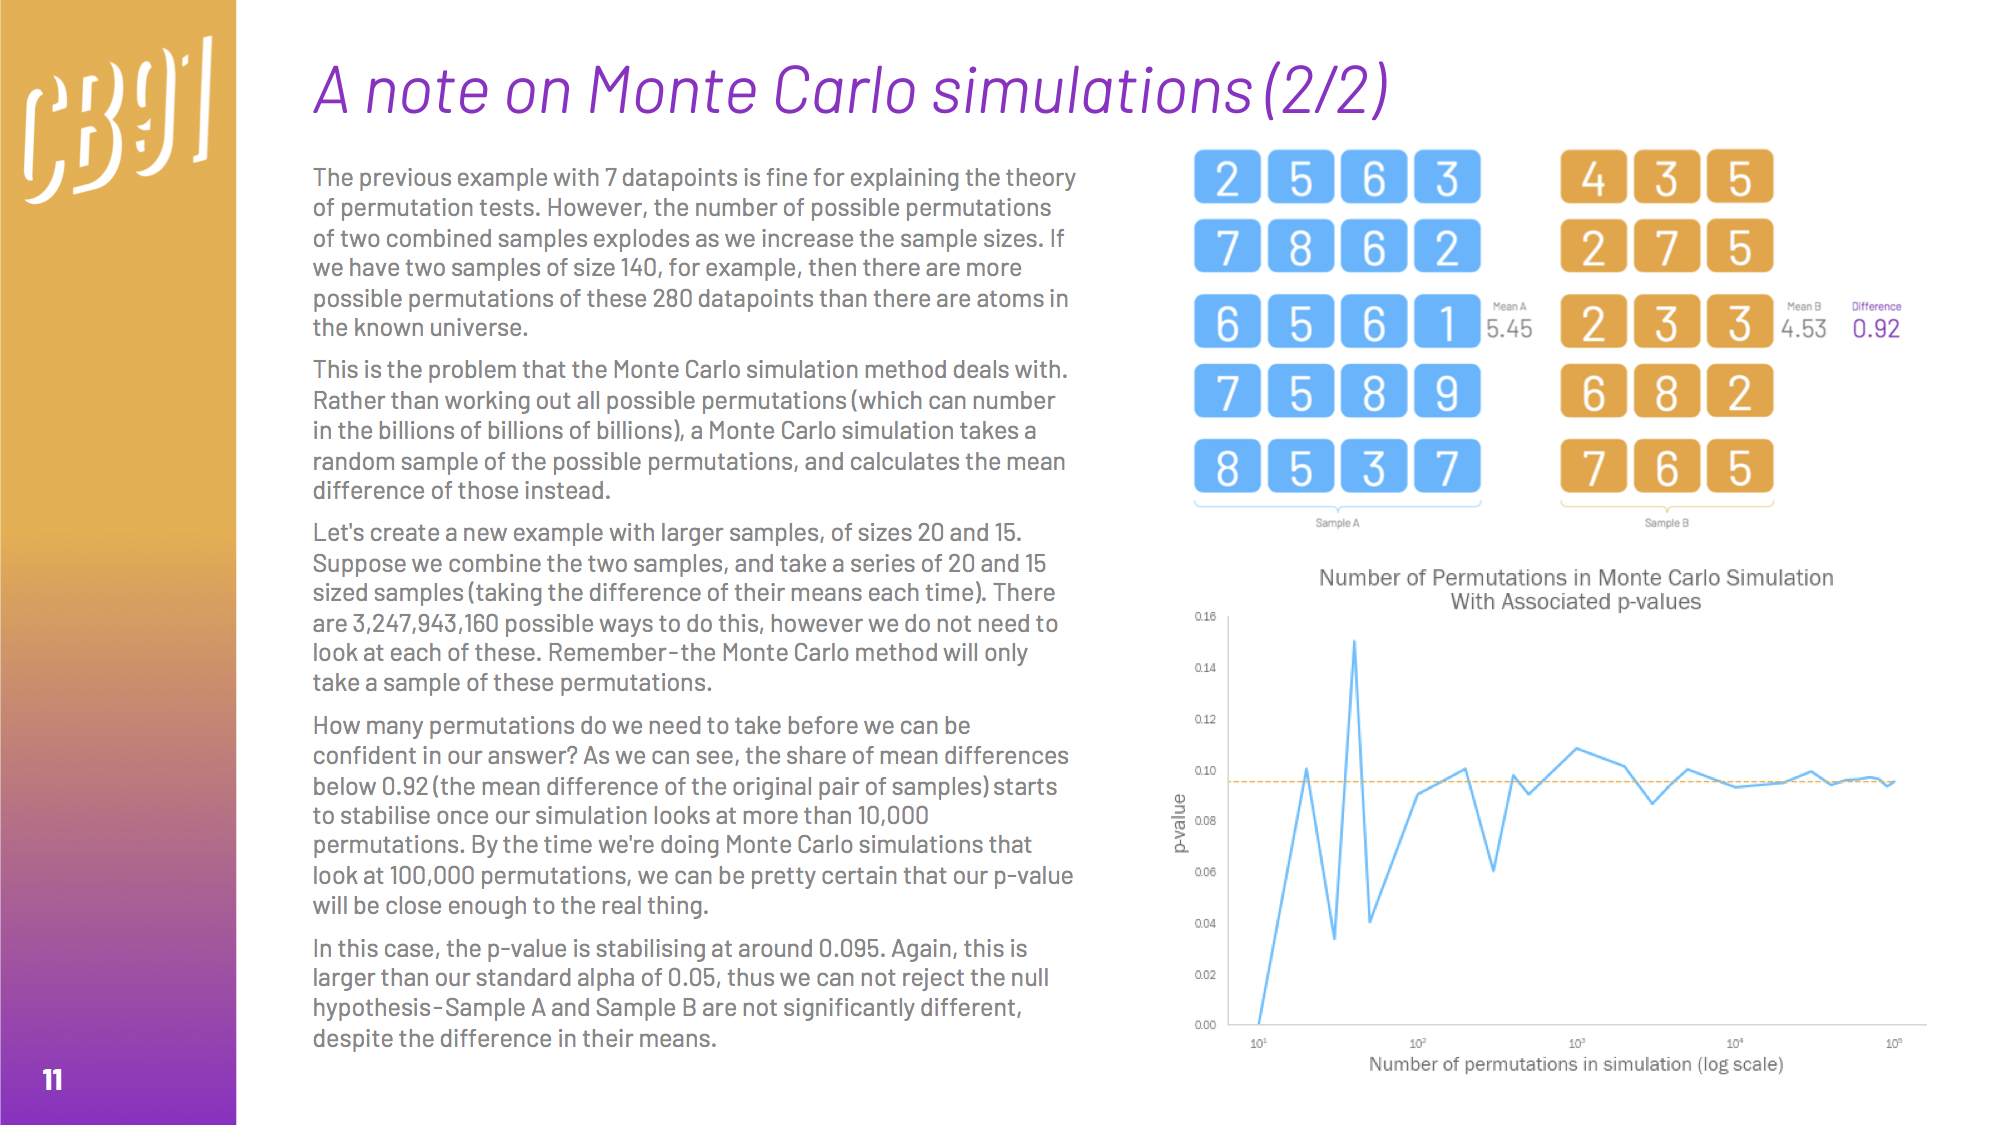 CB91
A note on Monte Carlo simulations (2/2)
The previous example with 7 datapoints is fine for explaining the theory
of permutation tests. However, the number of possible permutations
of two combined samples explodes as we increase the sample sizes. If
we have two samples of size 140, for example, then there are more
possible permutations of these 280 datapoints than there are atoms in
the known universe.
This is the problem that the Monte Carlo simulation method deals with.
Rather than working out all possible permutations (which can number
in the billions of billions of billions), a Monte Carlo simulation takes a
random sample of the possible permutations, and calculates the mean
difference of those instead.
Let's create a new example with larger samples, of sizes 20 and 15.
Suppose we combine the two samples, and take a series of 20 and 15
sized samples (taking the difference of their means each time). There
are 3,247,943,160 possible ways to do this, however we do not need to
look at each of these. Remember-the Monte Carlo method will only
take a sample of these permutations.
How many permutations do we need to take before we can be
confident in our answer? As we can see, the share of mean differences
below 0.92 (the mean difference of the original pair of samples) starts
to stabilise once our simulation looks at more than 10,000
permutations. By the time we're doing Monte Carlo simulations that
look at 100,000 permutations, we can be pretty certain that our p-value
will be close enough to the real thing.
In this case, the p-value is stabilising at around 0.095. Again, this is
larger than our standard alpha of 0.05, thus we can not reject the null
hypothesis-Sample A and Sample B are not significantly different,
despite the difference in their means.
11
2 5 6 3 4 3 5
7 8 6 2 2 7 5
Mean A Mean B Difference
6 5 6 1 5.45 2 3 3 4.53 0.92
7 5 8 9 6 8 2
8 5 3 7 7 6 5
Sample A Sample B
Number of Permutations in Monte Carlo Simulation
With Associated p-values
0.16
0.14
0.12
0.10
0.08
0.06
0.04
0.02
0.00
p-value
10¹ 10² 10³ 10⁴ 10⁵
Number of permutations in simulation (log scale)